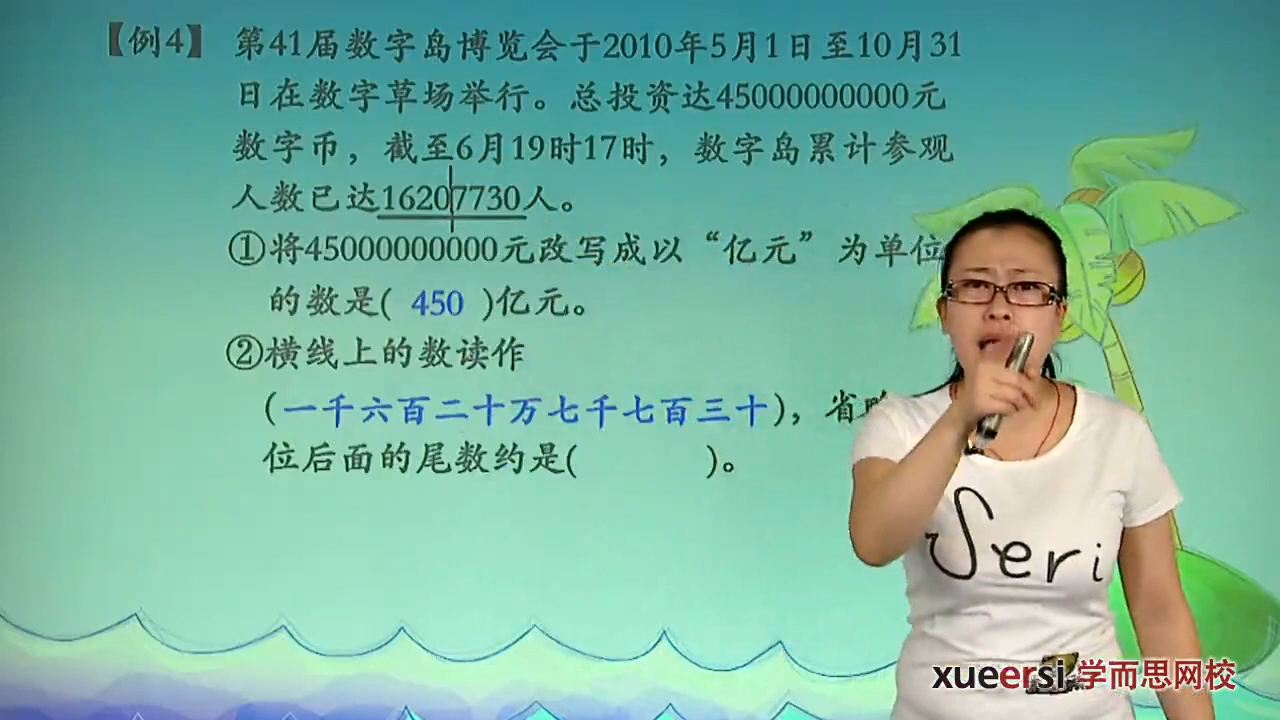 【例4】 第41届数字岛博览会于2010年5月1日至10月31
日在数字草场举行。总投资达45000000000元
数字币，截至6月19时17时，数字岛累计参观
人数已达16207730人。
①将45000000000元改写成以“亿元”为单位
的数是( 450 )亿元。
②横线上的数读作
(一千六百二十万七千七百三十)，省略
位后面的尾数约是( )。
Seri
xueersi 学而思网校